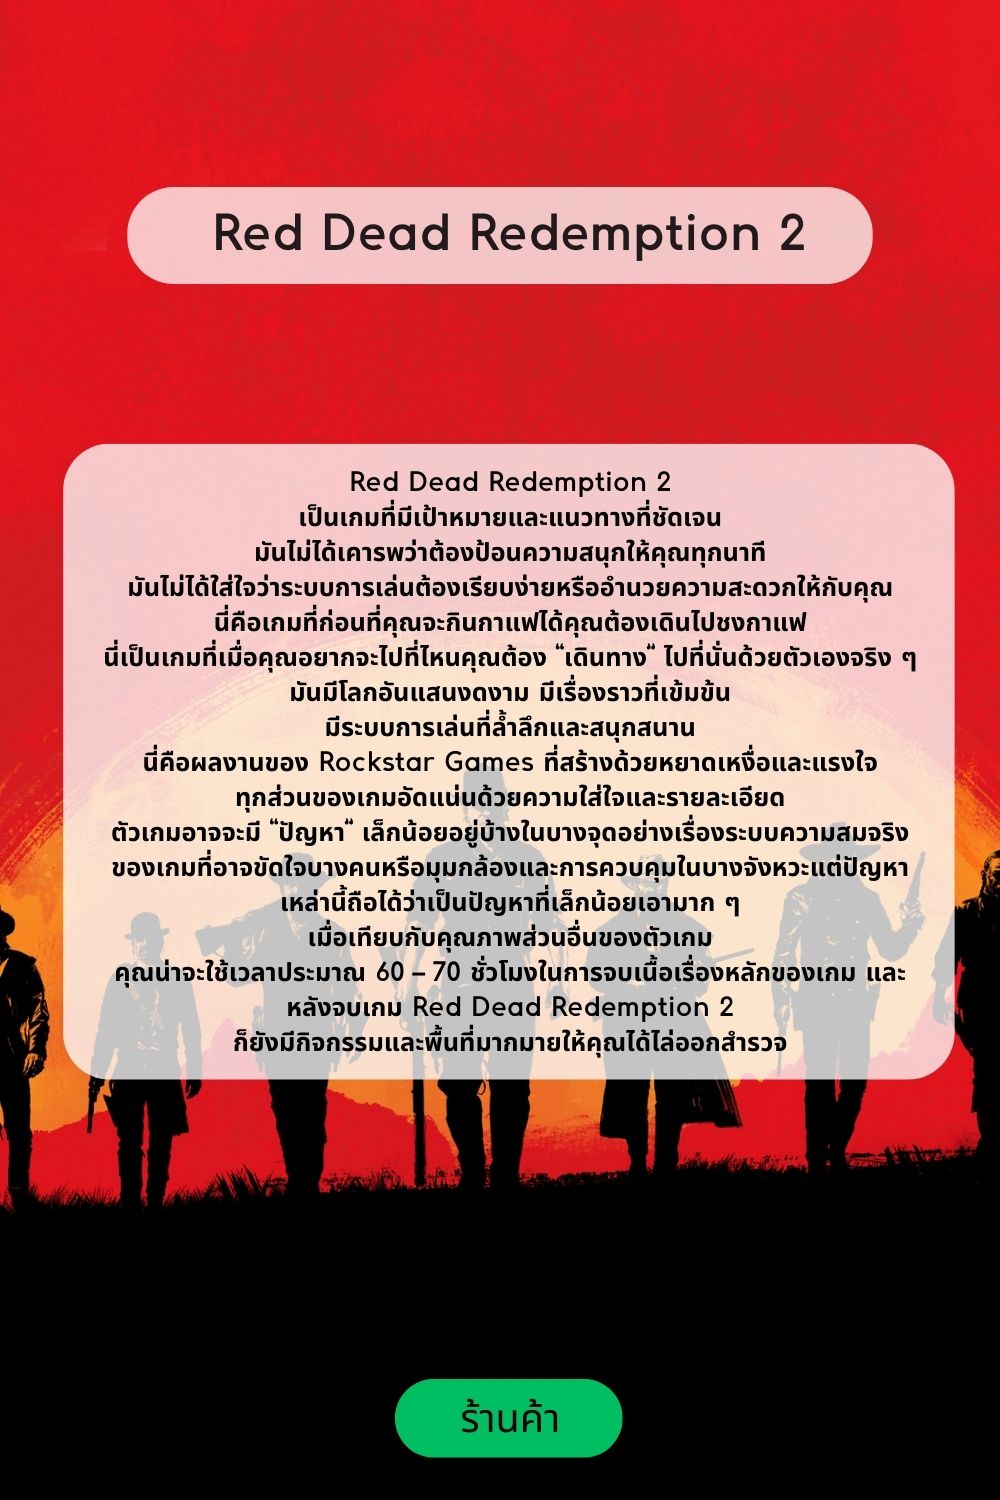 Red Dead Redemption 2
Red Dead Redemption 2
เป็นเกมที่มีเป้าหมายและแนวทางที่ชัดเจน
มันไม่ได้เคารพว่าต้องป้อนความสนุกให้คุณทุกนาที
มันไม่ได้ใส่ใจว่าระบบการเล่นต้องเรียบง่ายหรืออำนวยความสะดวกให้กับคุณ
นี่คือเกมที่ก่อนที่คุณจะกินกาแฟได้คุณต้องเดินไปชงกาแฟ
นี่เป็นเกมที่เมื่อคุณอยากจะไปที่ไหนคุณต้อง “เดินทาง” ไปที่นั่นด้วยตัวเองจริง ๆ
มันมีโลกอันแสนงดงาม มีเรื่องราวที่เข้มข้น
มีระบบการเล่นที่ล้ำลึกและสนุกสนาน
นี่คือผลงานของ Rockstar Games ที่สร้างด้วยหยาดเหงื่อและแรงใจ
ทุกส่วนของเกมอัดแน่นด้วยความใส่ใจและรายละเอียด
ตัวเกมอาจจะมี “ปัญหา” เล็กน้อยอยู่บ้างในบางจุดอย่างเรื่องระบบความสมจริง
ของเกมที่อาจขัดใจบางคนหรือมุมกล้องและการควบคุมในบางจังหวะแต่ปัญหา
เหล่านี้ถือได้ว่าเป็นปัญหาที่เล็กน้อยเอามาก ๆ
เมื่อเทียบกับคุณภาพส่วนอื่นของตัวเกม
คุณน่าจะใช้เวลาประมาณ 60 – 70 ชั่วโมงในการจบเนื้อเรื่องหลักของเกม และ
หลังจบเกม Red Dead Redemption 2
ก็ยังมีกิจกรรมและพื้นที่มากมายให้คุณได้ไล่ออกสำรวจ
ร้านค้า